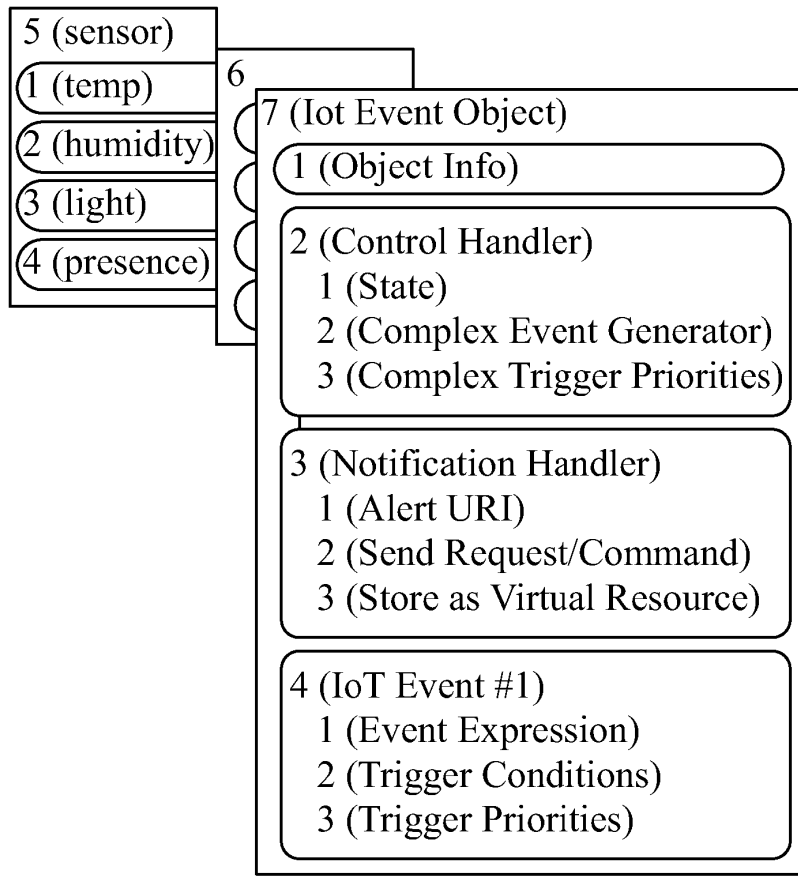 5 (sensor)
1 (temp)
2 (humidity)
3 (light)
4 (presence)
6
7 (Iot Event Object)
1 (Object Info)
2 (Control Handler)
1 (State)
2 (Complex Event Generator)
3 (Complex Trigger Priorities)
3 (Notification Handler)
1 (Alert URI)
2 (Send Request/Command)
3 (Store as Virtual Resource)
4 (IoT Event #1)
1 (Event Expression)
2 (Trigger Conditions)
3 (Trigger Priorities)